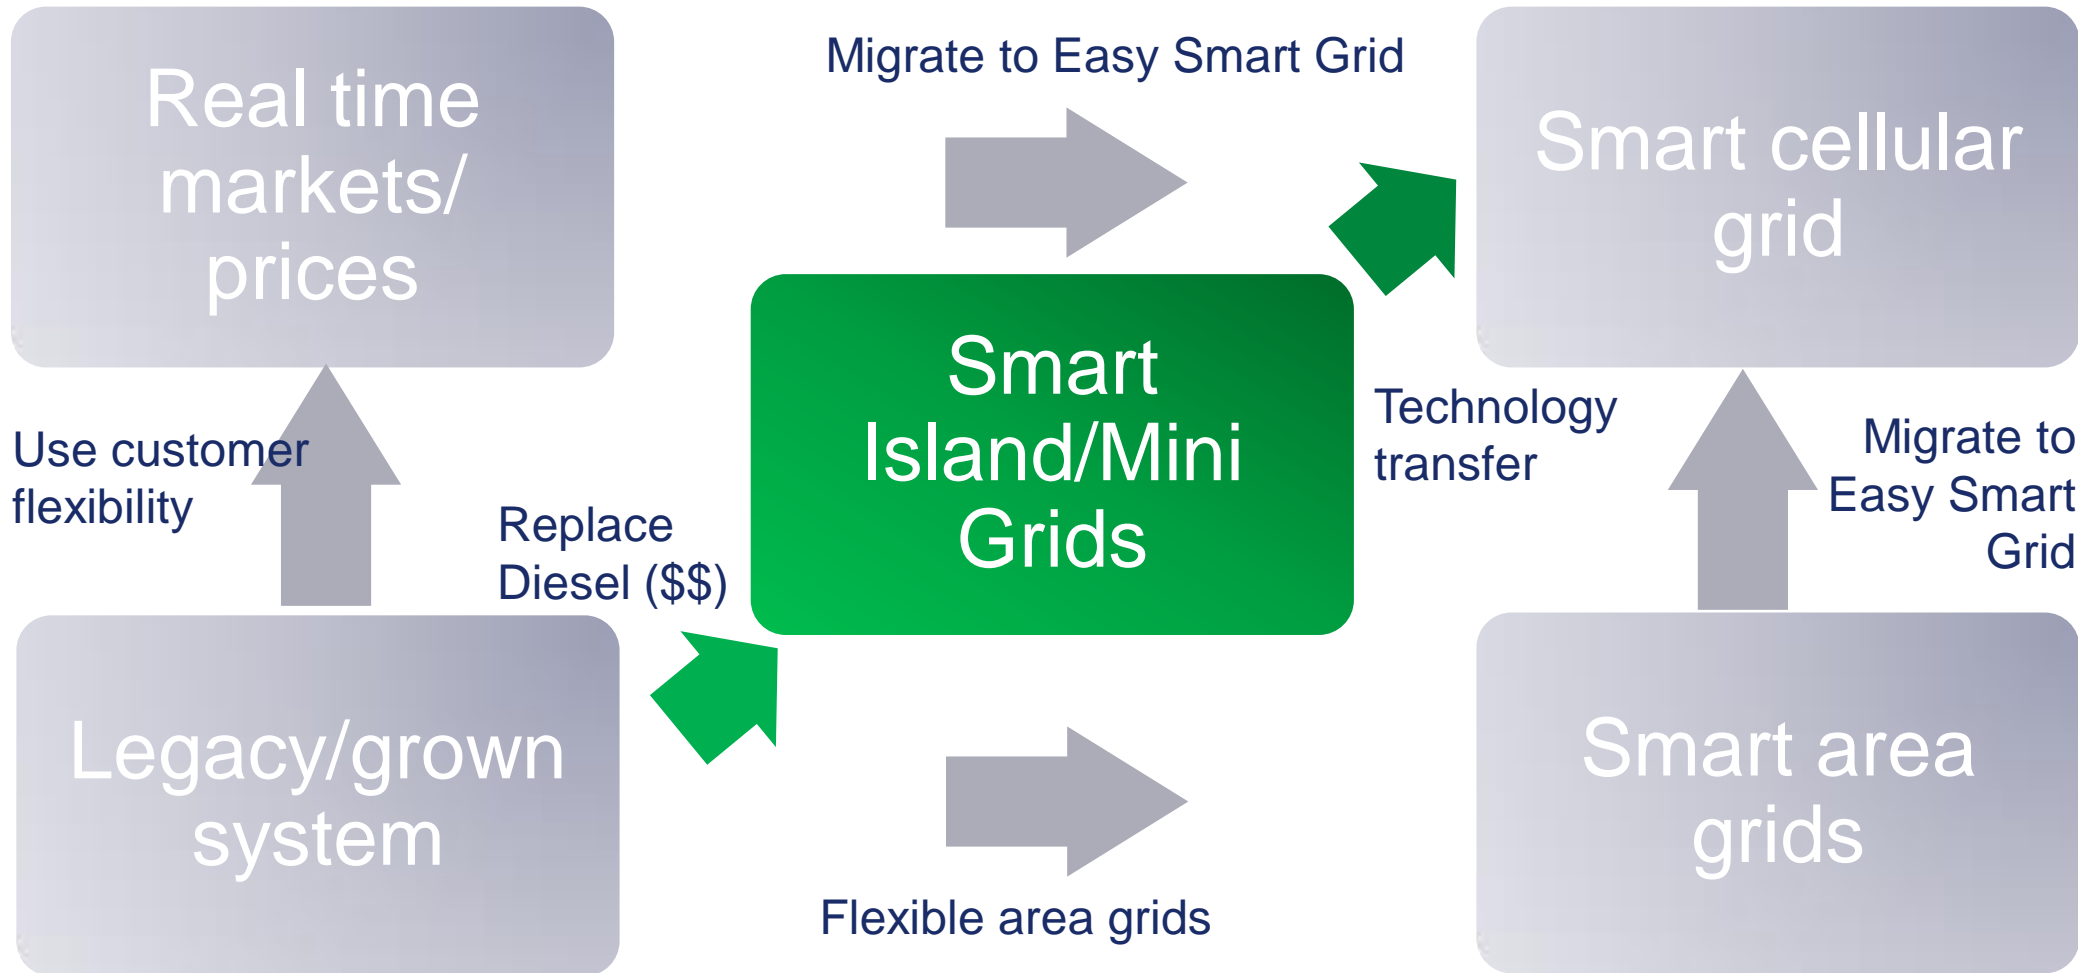 Real time
markets/
prices
Migrate to Easy Smart Grid
Smart cellular
grid
Smart
Island/Mini
Grids
Use customer
flexibility
Replace
Diesel ($$)
Technology
transfer
Migrate to
Easy Smart
Grid
Legacy/grown
system
Flexible area grids
Smart area
grids